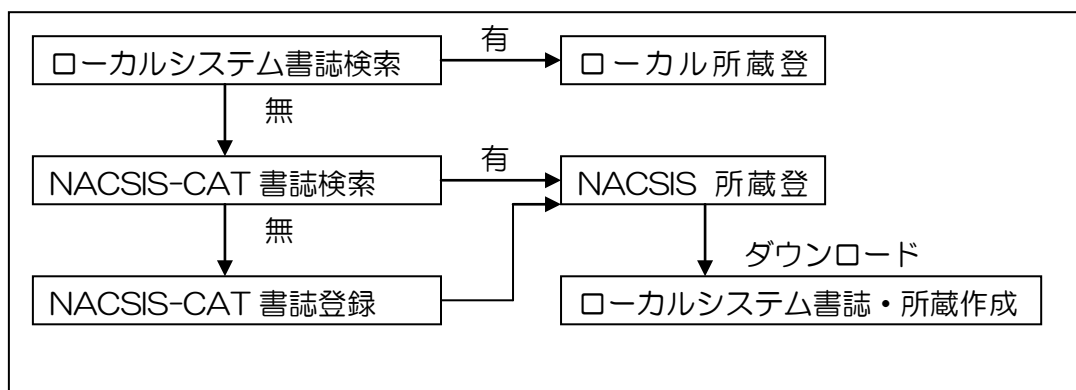 有
ローカルシステム書誌検索
ローカル所蔵登
無
有
NACSIS-CAT 書誌検索
NACSIS 所蔵登
無
ダウンロード
NACSIS-CAT 書誌登録
ローカルシステム書誌・所蔵作成